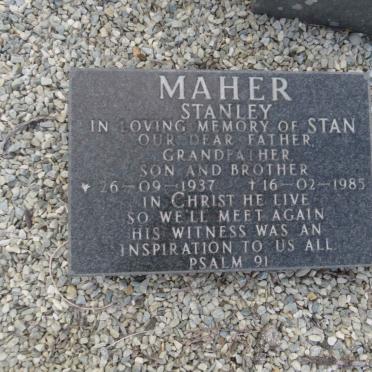 MAHER
STANLEY
IN LOVING MEMORY OF STAN
OUR DEAR FATHER,
GRANDFATHER,
SON AND BROTHER
★ 26-09-1937 †16-02-1985
IN CHRIST HE LIVE
SO WE'LL MEET AGAIN
HIS WITNESS WAS AN
INSPIRATION TO US ALL
PSALM 91